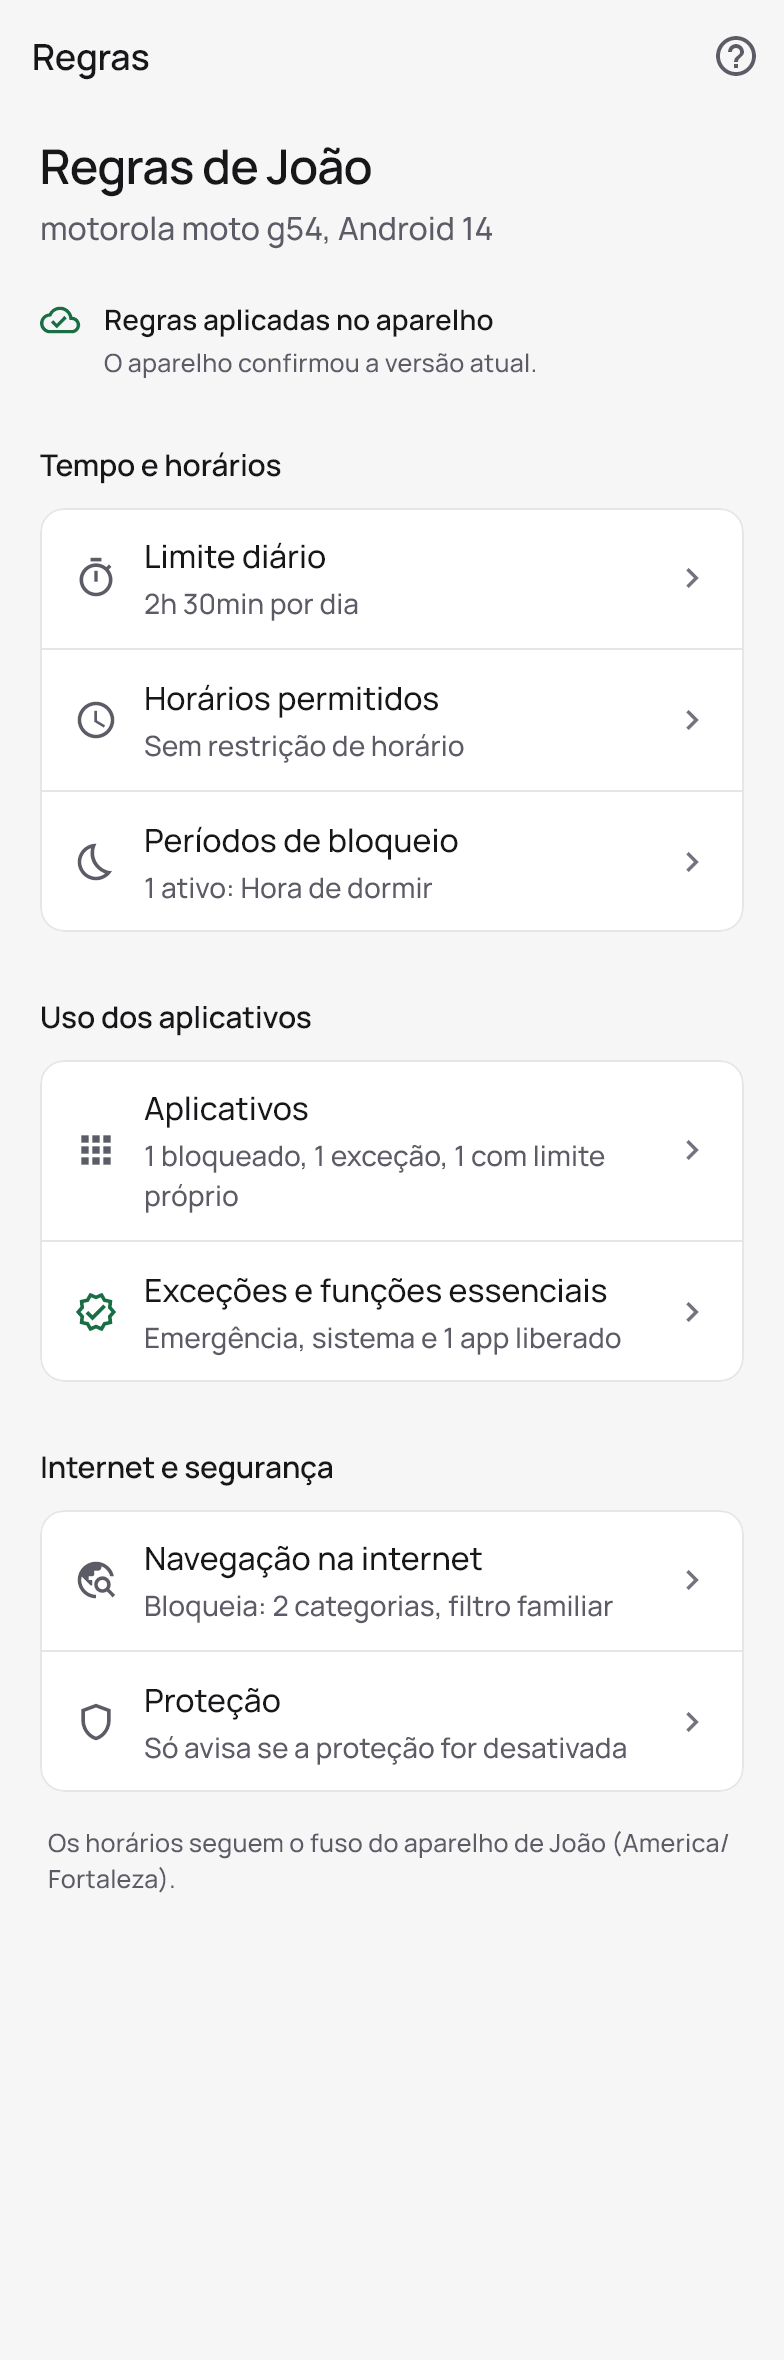 Regras
Regras de João
motorola moto g54, Android 14
Regras aplicadas no aparelho
O aparelho confirmou a versão atual.
Tempo e horários
Limite diário
2h 30min por dia
Horários permitidos
Sem restrição de horário
Períodos de bloqueio
1 ativo: Hora de dormir
Uso dos aplicativos
Aplicativos
1 bloqueado, 1 exceção, 1 com limite
próprio
Exceções e funções essenciais
Emergência, sistema e 1 app liberado
Internet e segurança
Navegação na internet
Bloqueia: 2 categorias, filtro familiar
Proteção
Só avisa se a proteção for desativada
Os horários seguem o fuso do aparelho de João (America/
Fortaleza).